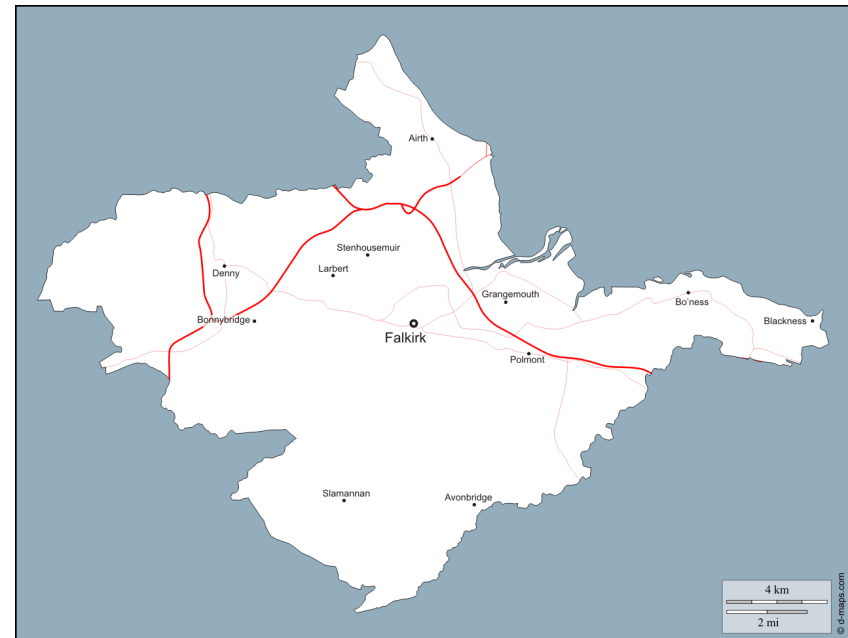 Airth
Stenhousemuir
Denny
Larbert
Grangemouth
Bo'ness
Bonnybridge
Blackness
Falkirk
Polmont
Slamannan
Avonbridge
4 km
2 mi
© d-maps.com